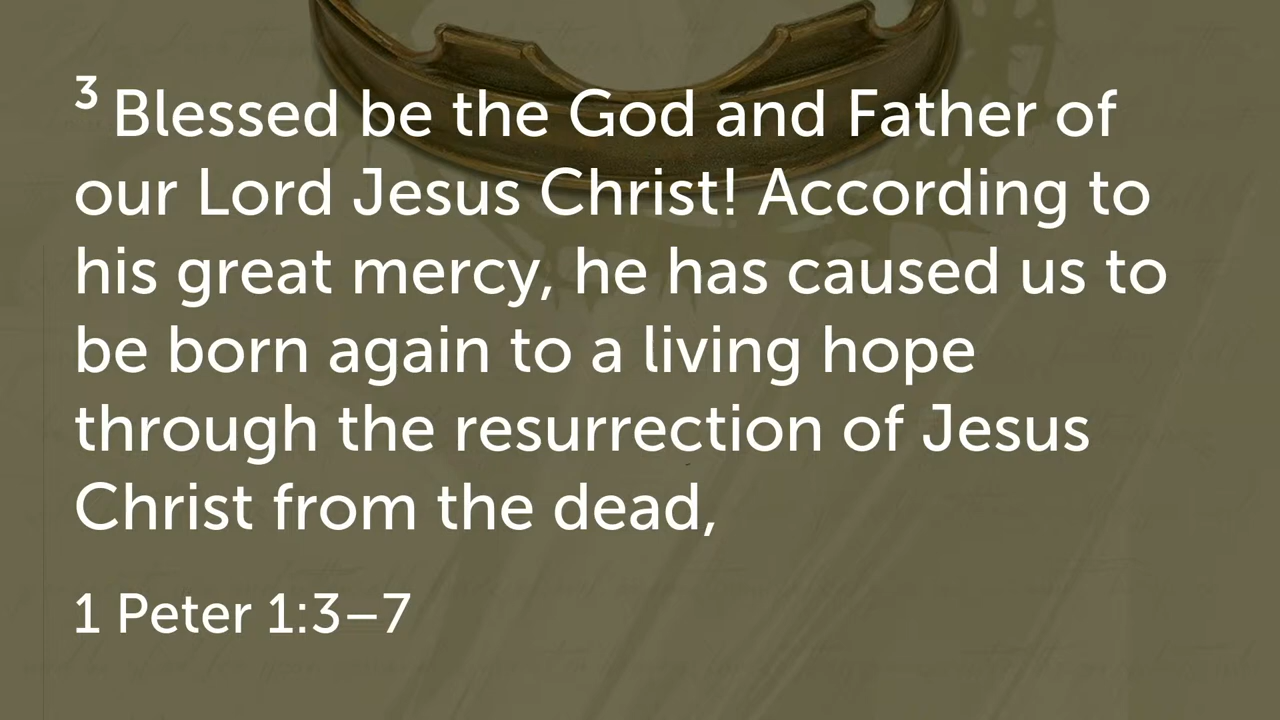 3 Blessed be the God and Father of
our Lord Jesus Christ! According to
his great mercy, he has caused us to
be born again to a living hope
through the resurrection of Jesus
Christ from the dead,
1 Peter 1:3–7